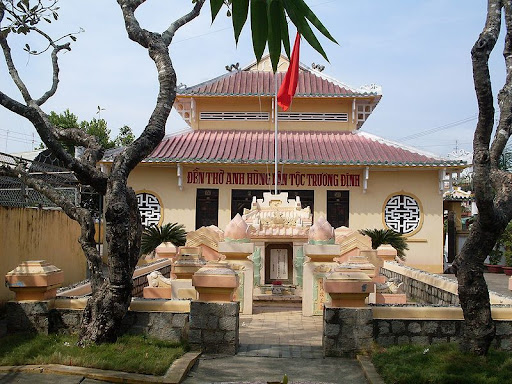 ĐỀN THỜ ANH HÙNG DÂN TỘC TRƯƠNG ĐỊNH